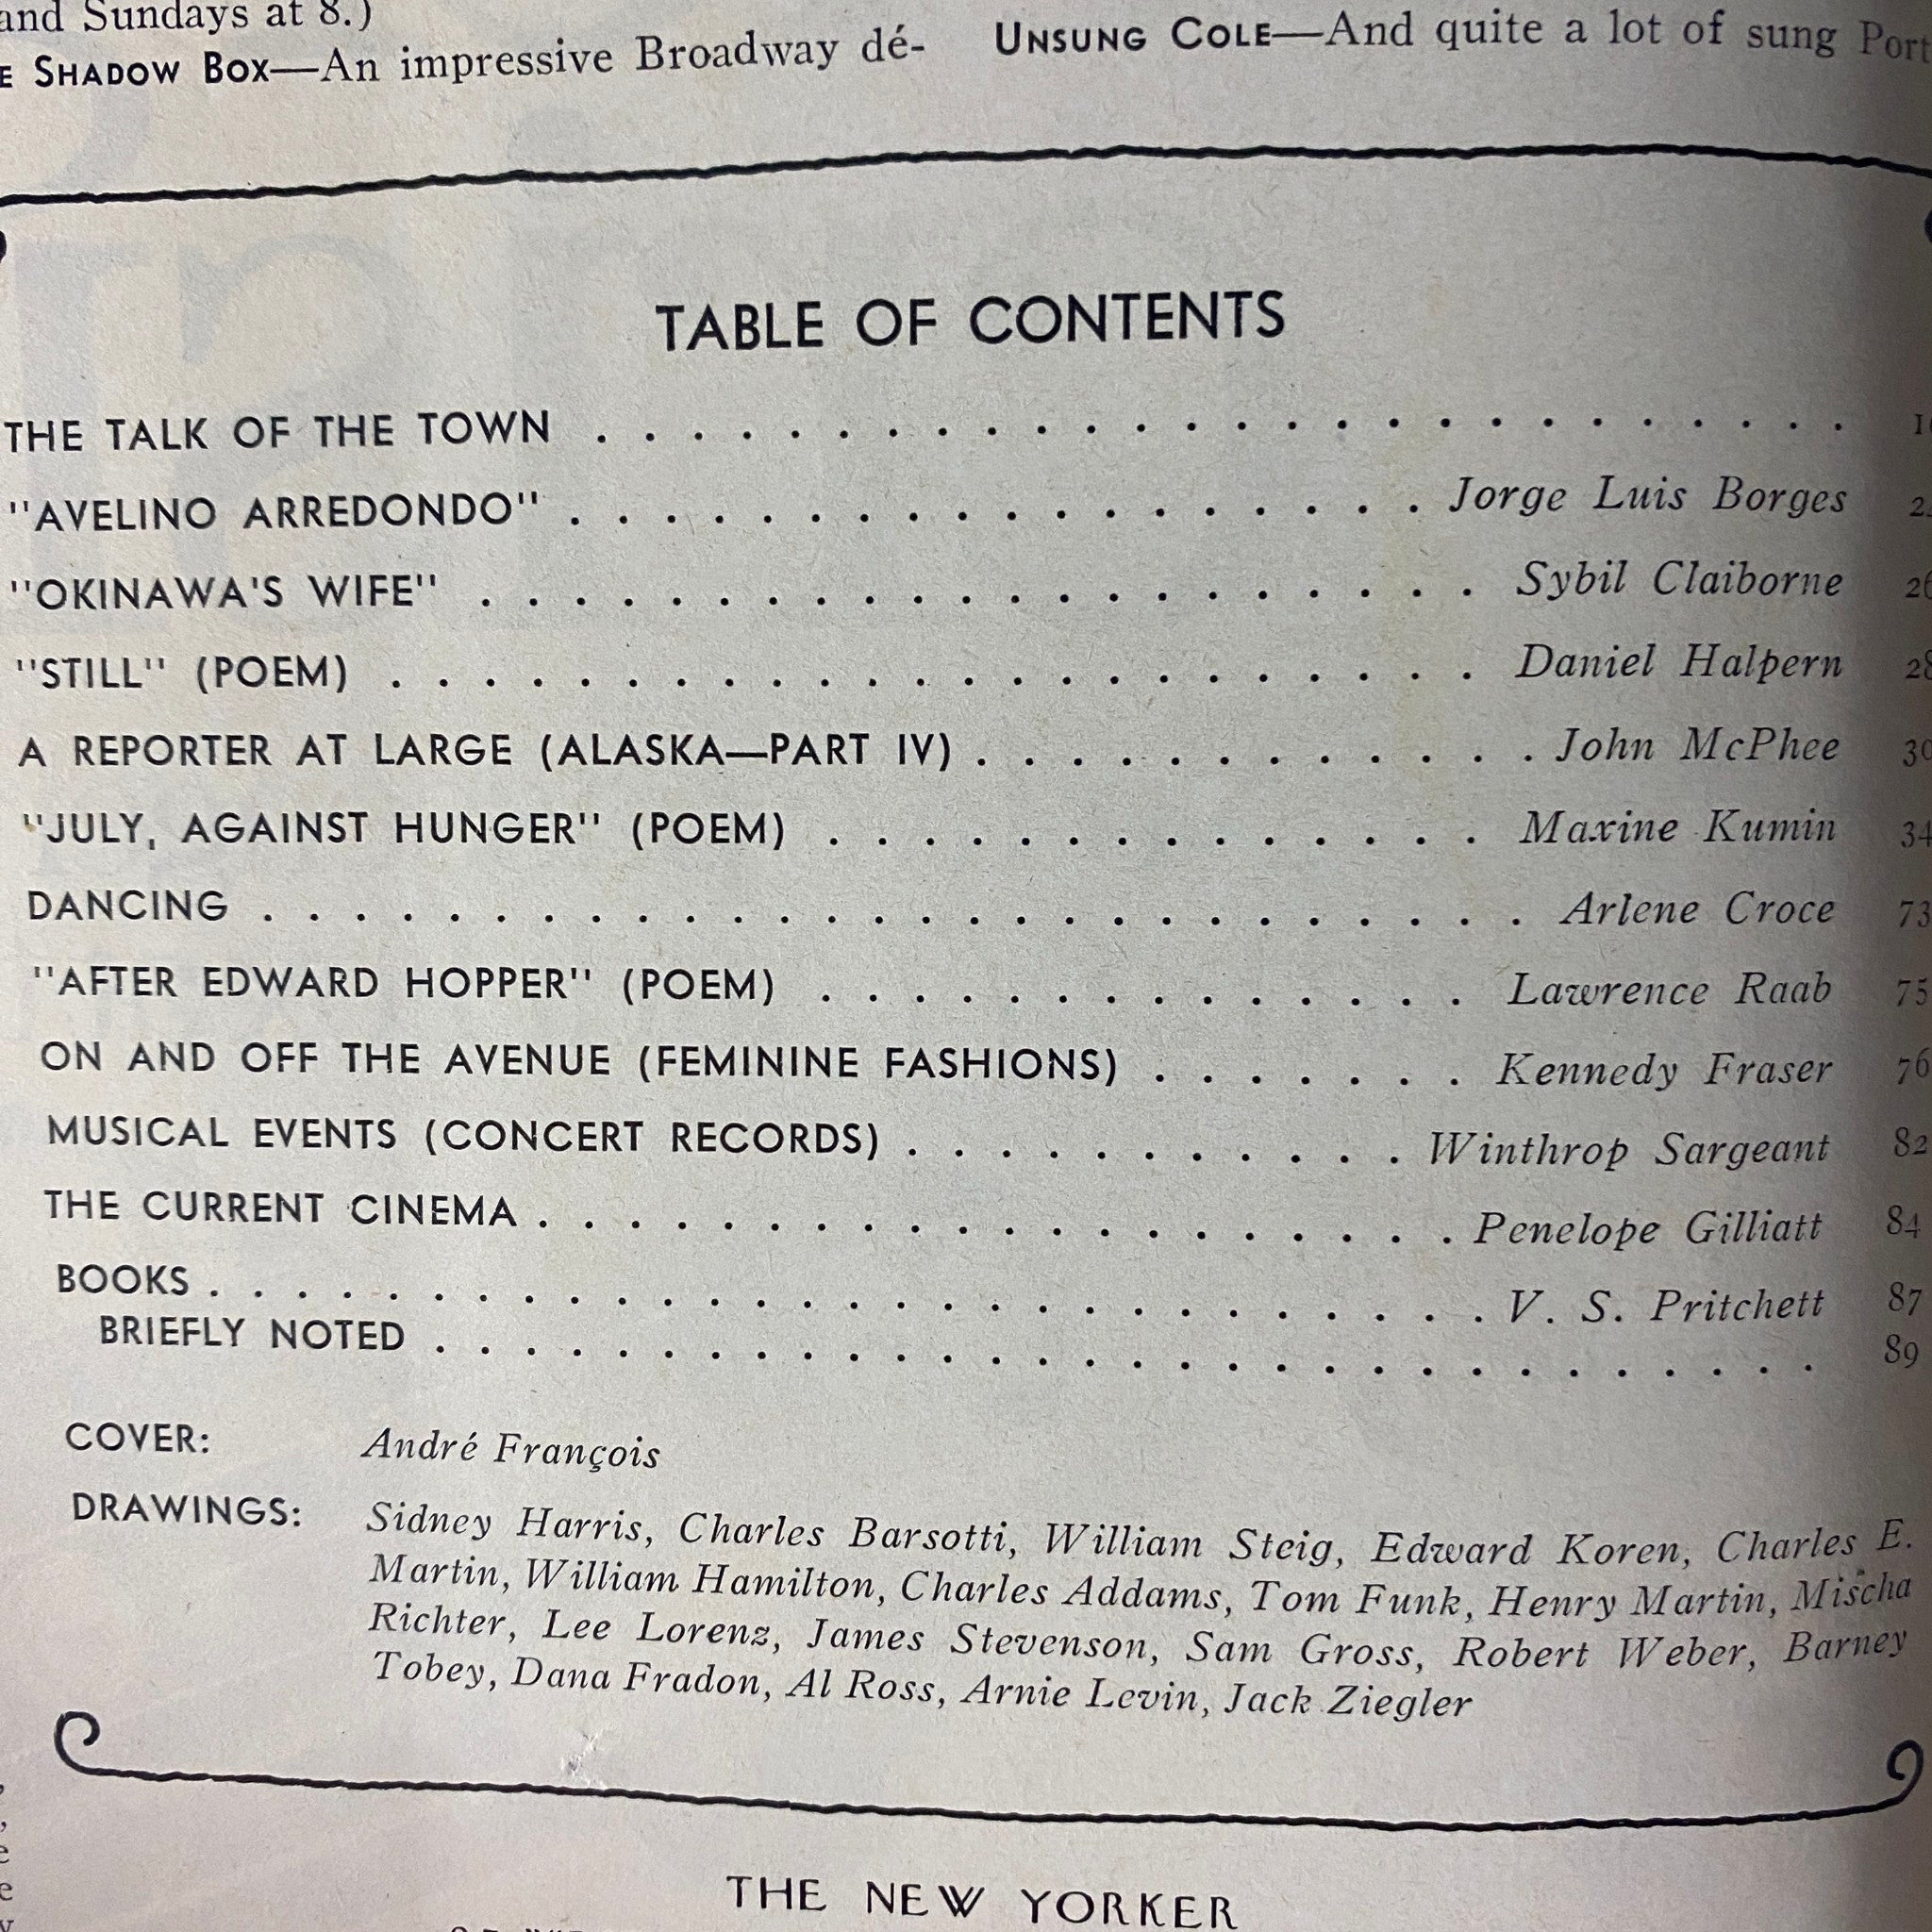 and Sundays at 8.)
SHADOW BOX—An impressive Broadway dé-
UNSUNG COLE—And quite a lot of sung
TABLE OF CONTENTS
THE TALK OF THE TOWN
"AVELINO ARREDONDO" Jorge Luis Borges
"OKINAWA'S WIFE" Sybil Claiborne 26
"STILL" (POEM) Daniel Halpern 28
A REPORTER AT LARGE (ALASKA—PART IV) John McPhee 30
"JULY, AGAINST HUNGER" (POEM) Maxine Kumin 34
DANCING Arlene Croce 73
"AFTER EDWARD HOPPER" (POEM) Lawrence Raab 75
ON AND OFF THE AVENUE (FEMININE FASHIONS) Kennedy Fraser 76
MUSICAL EVENTS (CONCERT RECORDS) Winthrop Sargeant 82
THE CURRENT CINEMA Penelope Gilliatt 84
BOOKS V. S. Pritchett 87
BRIEFLY NOTED 89
COVER: André François
DRAWINGS: Sidney Harris, Charles Barsotti, William Steig, Edward Koren, Charles E.
Martin, William Hamilton, Charles Addams, Tom Funk, Henry Martin, Mischa
Richter, Lee Lorenz, James Stevenson, Sam Gross, Robert Weber, Barney
Tobey, Dana Fradon, Al Ross, Arnie Levin, Jack Ziegler
THE NEW YORKER